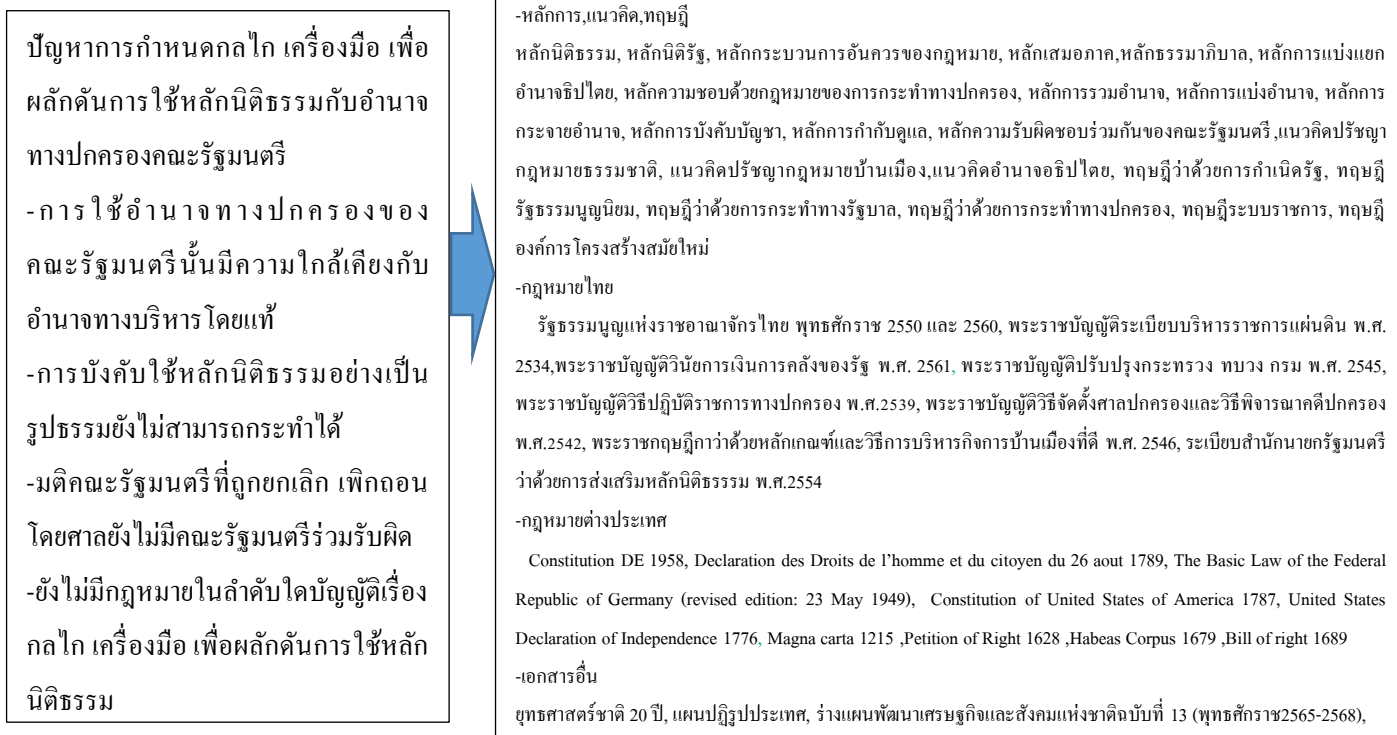 ปัญหาการกำหนดกลไก เครื่องมือ เพื่อ
ผลักดันการใช้หลักนิติธรรมกับอำนาจ
ทางปกครองคณะรัฐมนตรี
-การใช้อำนาจทางปกครองของ
คณะรัฐมนตรีนั้นมีความใกล้เคียงกับ
อำนาจทางบริหารโดยแท้
-การบังคับใช้หลักนิติธรรมอย่างเป็น
รูปธรรมยังไม่สามารถกระทำได้
-มติคณะรัฐมนตรีที่ถูกยกเลิก เพิกถอน
โดยศาลยังไม่มีคณะรัฐมนตรีร่วมรับผิด
-ยังไม่มีกฎหมายในลำดับใดบัญญัติเรื่อง
กลไก เครื่องมือ เพื่อผลักดันการใช้หลัก
นิติธรรม
-หลักการ,แนวคิด,ทฤษฎี
หลักนิติธรรม, หลักนิติรัฐ, หลักกระบวนการอันควรของกฎหมาย, หลักเสมอภาค,หลักธรรมาภิบาล, หลักการแบ่งแยก
อำนาจธิปไตย, หลักความชอบด้วยกฎหมายของการกระทำทางปกครอง, หลักการรวมอำนาจ, หลักการแบ่งอำนาจ, หลักการ
กระจายอำนาจ, หลักการบังคับบัญชา, หลักการกำกับดูแล, หลักความรับผิดชอบร่วมกันของคณะรัฐมนตรี ,แนวคิดปรัชญา
กฎหมายธรรมชาติ, แนวคิดปรัชญากฎหมายบ้านเมือง,แนวคิดอำนาจอธิปไตย, ทฤษฎีว่าด้วยการกำเนิดรัฐ, ทฤษฎี
รัฐธรรมนูญนิยม, ทฤษฎีว่าด้วยการกระทำทางรัฐบาล, ทฤษฎีว่าด้วยการกระทำทางปกครอง, ทฤษฎีระบบราชการ, ทฤษฎี
องค์การโครงสร้างสมัยใหม่
-กฎหมายไทย
รัฐธรรมนูญแห่งราชอาณาจักรไทย พุทธศักราช 2550 และ 2560, พระราชบัญญัติระเบียบบริหารราชการแผ่นดิน พ.ศ.
2534,พระราชบัญญัติวินัยการเงินการคลังของรัฐ พ.ศ. 2561, พระราชบัญญัติปรับปรุงกระทรวง ทบวง กรม พ.ศ. 2545,
พระราชบัญญัติวิธีปฏิบัติราชการทางปกครอง พ.ศ.2539, พระราชบัญญัติวิธีจัดตั้งศาลปกครองและวิธีพิจารณาคดีปกครอง
พ.ศ.2542, พระราชกฤษฎีกาว่าด้วยหลักเกณฑ์และวิธีการบริหารกิจการบ้านเมืองที่ดี พ.ศ. 2546, ระเบียบสำนักนายกรัฐมนตรี
ว่าด้วยการส่งเสริมหลักนิติธรรรม พ.ศ.2554
-กฎหมายต่างประเทศ
Constitution DE 1958, Declaration des Droits de l’homme et du citoyen du 26 aout 1789, The Basic Law of the Federal
Republic of Germany (revised edition: 23 May 1949), Constitution of United States of America 1787, United States
Declaration of Independence 1776, Magna carta 1215 ,Petition of Right 1628 ,Habeas Corpus 1679 ,Bill of right 1689
-เอกสารอื่น
ยุทธศาสตร์ชาติ 20 ปี, แผนปฏิรูปประเทศ, ร่างแผนพัฒนาเศรษฐกิจและสังคมแห่งชาติฉบับที่ 13 (พุทธศักราช2565-2568),